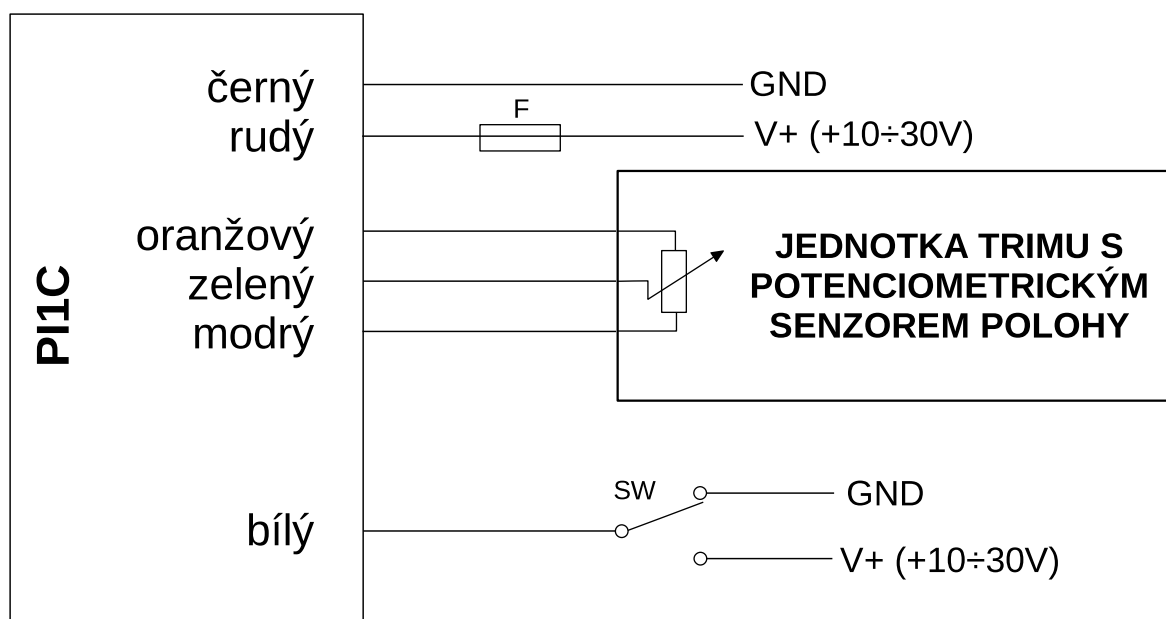 PI1C
černý
GND
F
rudý
V+ (+10÷30V)
oranžový
zelený
modrý
JEDNOTKA TRIMU S
POTENCIOMETRICKÝM
SENZOREM POLOHY
SW
GND
bílý
V+ (+10÷30V)